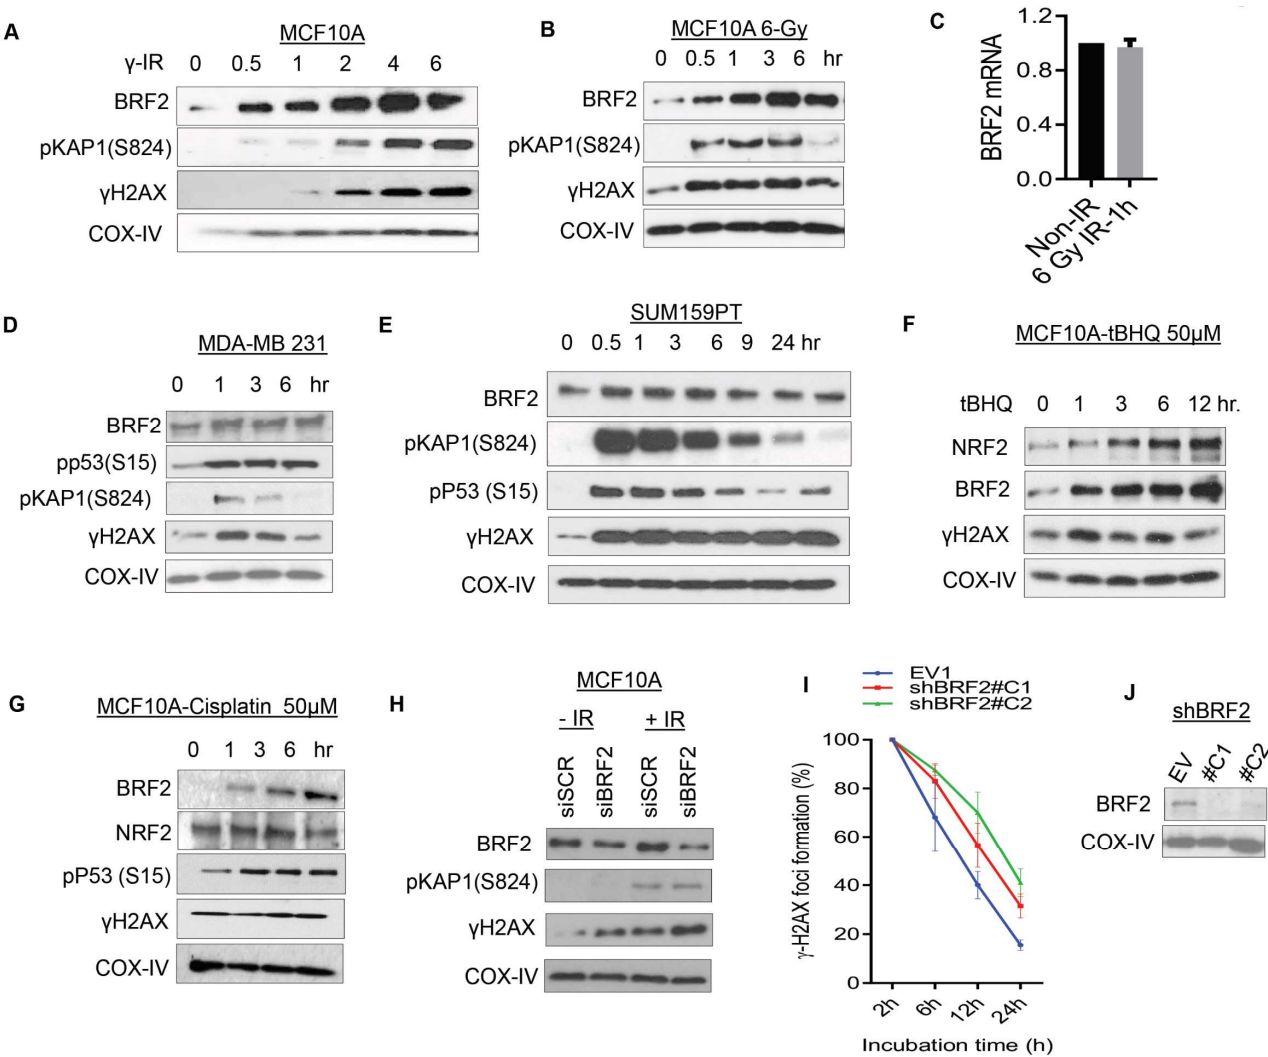 A
MCF10A
γ-IR 0 0.5 1 2 4 6
BRF2
pKAP1(S824)
γH2AX
COX-IV
B
MCF10A 6-Gy
0 0.5 1 3 6 hr
BRF2
pKAP1(S824)
γH2AX
COX-IV
C
BRF2 mRNA
1.2
0.8
0.4
0.0
Non-IR
6 Gy IR-1h
D
MDA-MB 231
0 1 3 6 hr
BRF2
pp53(S15)
pKAP1(S824)
γH2AX
COX-IV
E
SUM159PT
0 0.5 1 3 6 9 24 hr
BRF2
pKAP1(S824)
pP53 (S15)
γH2AX
COX-IV
F
MCF10A-tBHQ 50µM
tBHQ 0 1 3 6 12 hr.
NRF2
BRF2
γH2AX
COX-IV
G
MCF10A-Cisplatin 50µM
0 1 3 6 hr
BRF2
NRF2
pP53 (S15)
γH2AX
COX-IV
H
MCF10A
- IR + IR
siSCR siBRF2 siSCR siBRF2
BRF2
pKAP1(S824)
γH2AX
COX-IV
I
EV1
shBRF2#C1
shBRF2#C2
γ-H2AX foci formation (%)
100
80
60
40
20
0
2h 6h 12h 24h
Incubation time (h)
J
shBRF2
EV #C1 #C2
BRF2
COX-IV